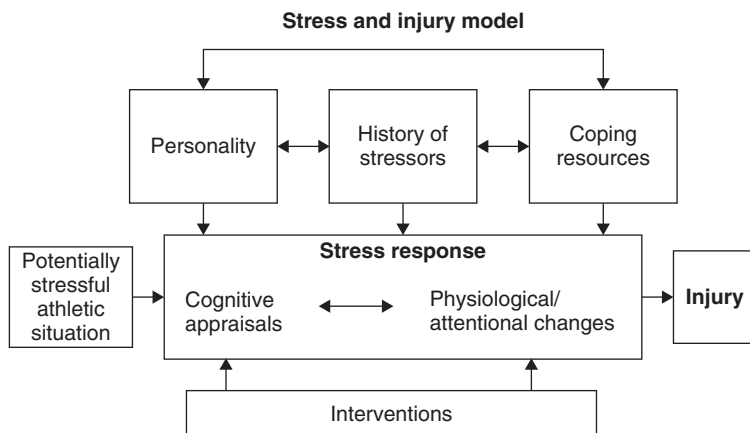 Stress and injury model
Personality
History of
stressors
Coping
resources
Potentially
stressful
athletic
situation
Stress response
Cognitive
appraisals
Physiological/
attentional changes
Injury
Interventions